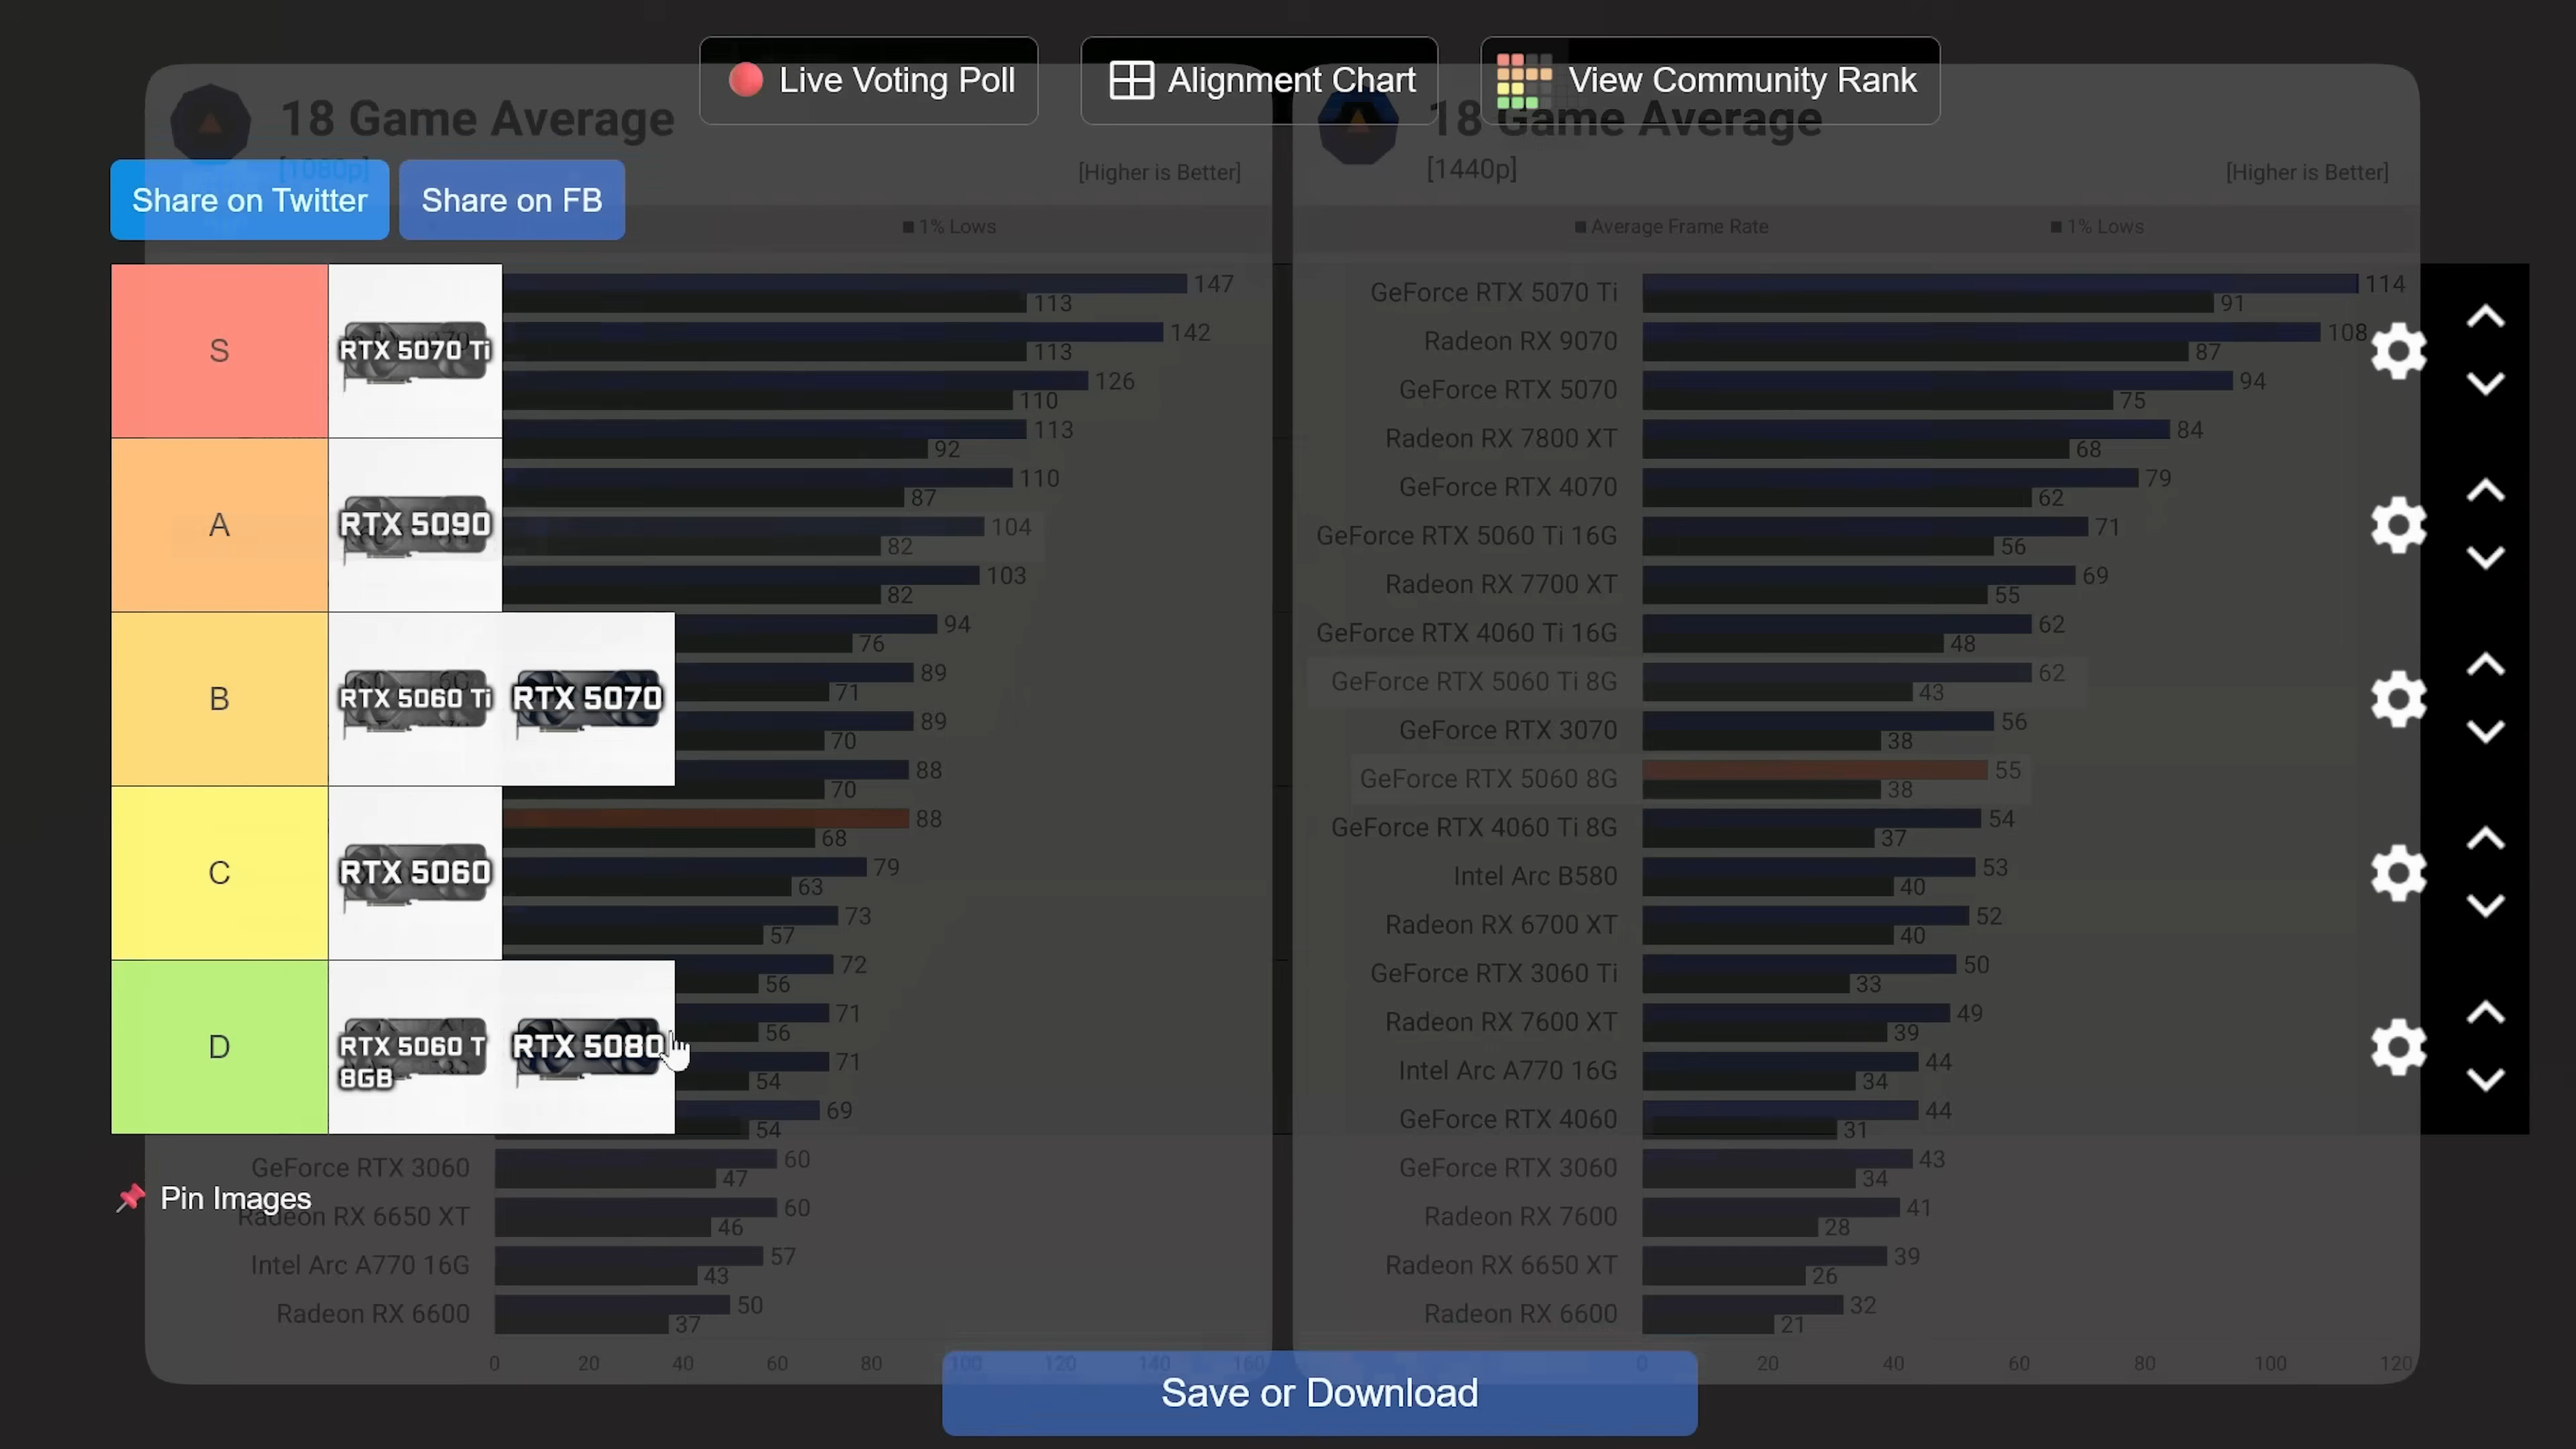 Live Voting Poll
Alignment Chart
View Community Rank
18 Game Average
[1080p]
[Higher is Better]
Share on Twitter
Share on FB
1% Lows
S
RTX 5070 Ti
A
RTX 5090
B
RTX 5060 Ti
RTX 5070
C
RTX 5060
D
RTX 5060 T
8GB
RTX 5080
147
113
142
113
126
110
113
92
110
87
104
82
103
82
94
76
89
71
89
70
88
70
88
68
79
63
73
57
72
56
71
56
71
54
69
54
GeForce RTX 3060
60
47
Pin Images
Radeon RX 6650 XT
60
46
Intel Arc A770 16G
57
43
Radeon RX 6600
50
37
0 20 40 60 80 100 120 140 160
18 Game Average
[1440p]
[Higher is Better]
Average Frame Rate
1% Lows
GeForce RTX 5070 Ti
114
91
Radeon RX 9070
108
87
GeForce RTX 5070
94
75
Radeon RX 7800 XT
84
68
GeForce RTX 4070
79
62
GeForce RTX 5060 Ti 16G
71
56
Radeon RX 7700 XT
69
55
GeForce RTX 4060 Ti 16G
62
48
GeForce RTX 5060 Ti 8G
62
43
GeForce RTX 3070
56
38
GeForce RTX 5060 8G
55
38
GeForce RTX 4060 Ti 8G
54
37
Intel Arc B580
53
40
Radeon RX 6700 XT
52
40
GeForce RTX 3060 Ti
50
33
Radeon RX 7600 XT
49
39
Intel Arc A770 16G
44
34
GeForce RTX 4060
44
31
GeForce RTX 3060
43
34
Radeon RX 7600
41
28
Radeon RX 6650 XT
39
26
Radeon RX 6600
32
21
0 20 40 60 80 100 120
Save or Download